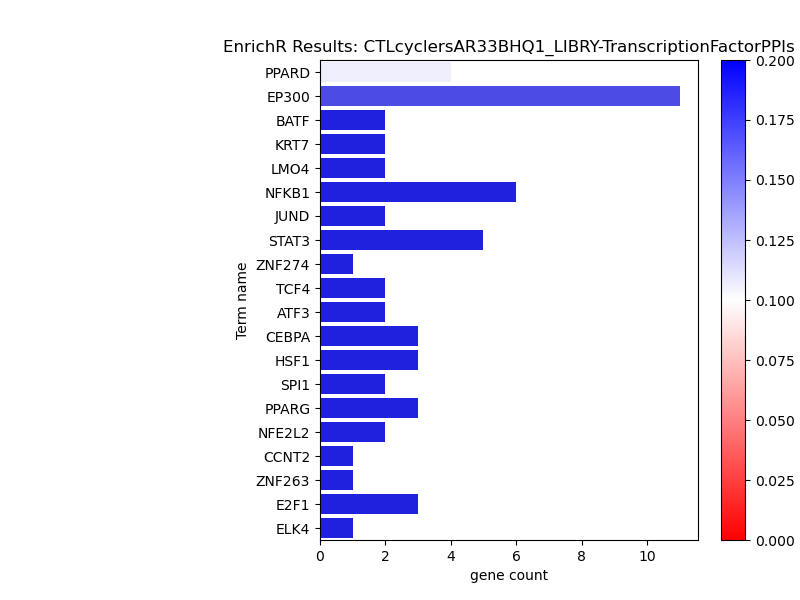 EnrichR Results: CTLcyclersAR33BHQ1_LIBRY-TranscriptionFactorPPIs
PPARD
EP300
BATF
KRT7
LMO4
NFKB1
JUND
STAT3
ZNF274
TCF4
ATF3
CEBPA
HSF1
SPI1
PPARG
NFE2L2
CCNT2
ZNF263
E2F1
ELK4
Term name
0 2 4 6 8 10
gene count
0.200
0.175
0.150
0.125
0.100
0.075
0.050
0.025
0.000